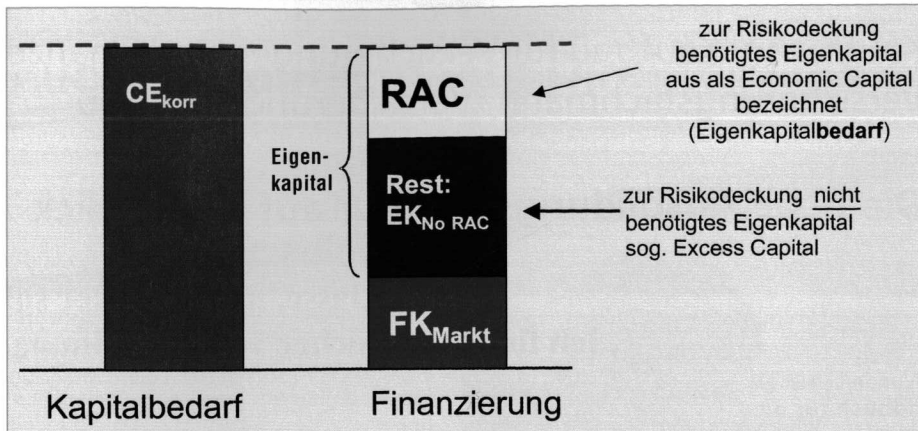 CEkorr
Eigen-
kapital
RAC
Rest:
EKNo RAC
FKMarkt
zur Risikodeckung
benötigtes Eigenkapital
aus als Economic Capital
bezeichnet
(Eigenkapitalbedarf)
zur Risikodeckung nicht
benötigtes Eigenkapital
sog. Excess Capital
Kapitalbedarf
Finanzierung